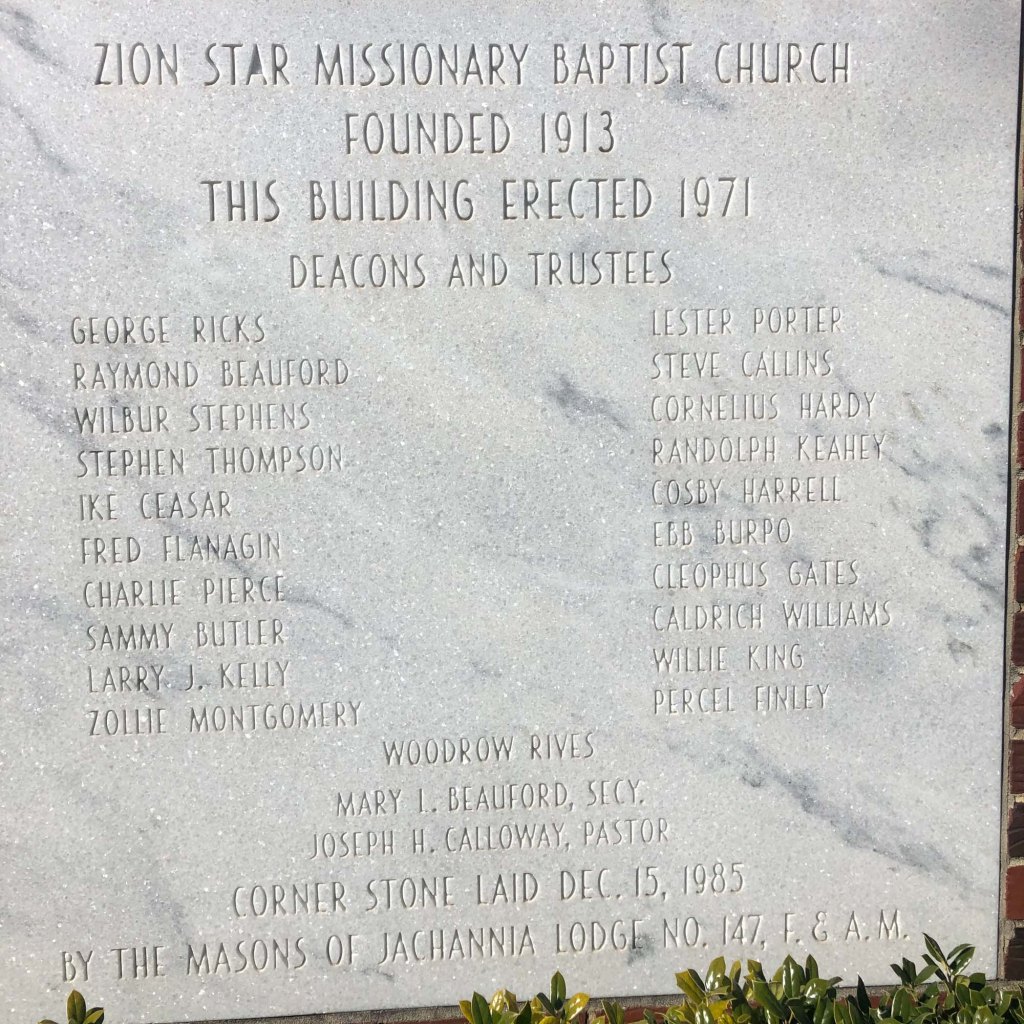 ZION STAR MISSIONARY BAPTIST CHURCH
FOUNDED 1913
THIS BUILDING ERECTED 1971
DEACONS AND TRUSTEES
GEORGE RICKS
RAYMOND BEAUFORD
WILBUR STEPHENS
STEPHEN THOMPSON
IKE CEASAR
FRED FLANAGIN
CHARLIE PIERCE
SAMMY BUTLER
LARRY J. KELLY
ZOLLIE MONTGOMERY
LESTER PORTER
STEVE CALLINS
CORNELIUS HARDY
RANDOLPH KEAHEY
COSBY HARRELL
EBB BURPO
CLEOPHUS GATES
CALDRICH WILLIAMS
WILLIE KING
PERCEL FINLEY
WOODROW RIVES
MARY L. BEAUFORD, SECY.
JOSEPH H. CALLOWAY, PASTOR
CORNER STONE LAID DEC. 15, 1985
BY THE MASONS OF JACHANNIA LODGE NO. 147, F. & A. M.